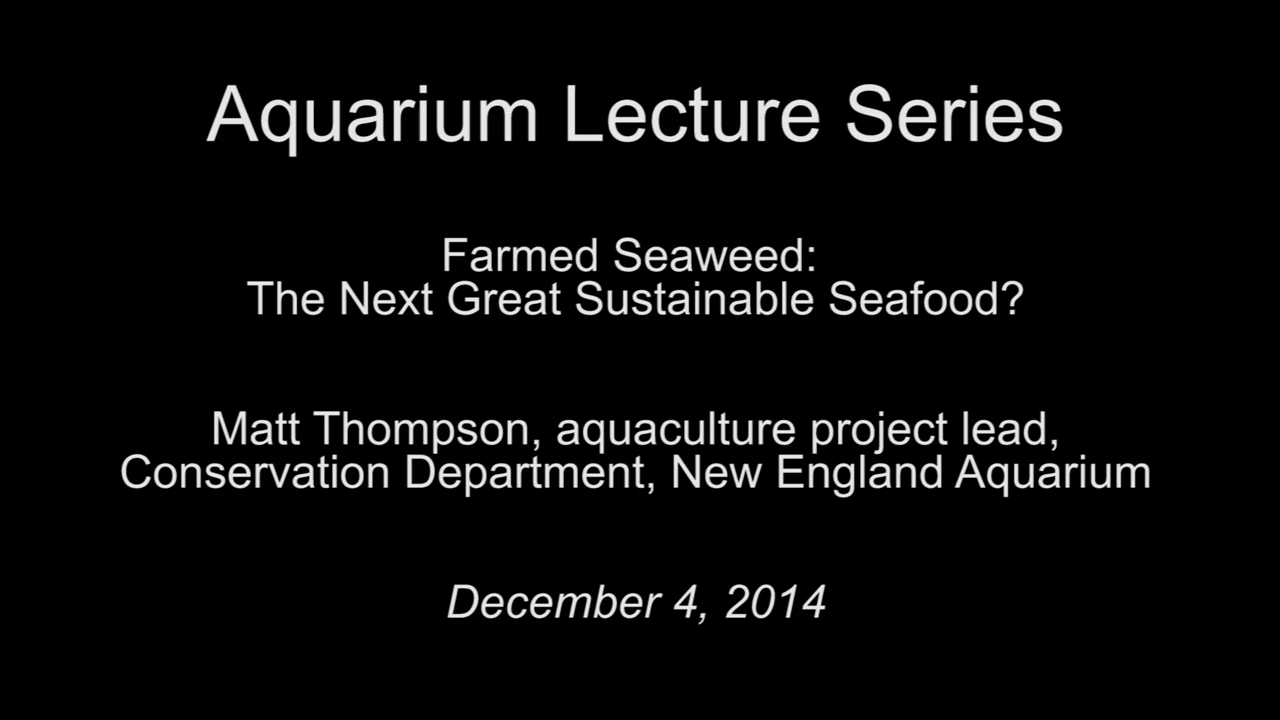 Aquarium Lecture Series
Farmed Seaweed:
The Next Great Sustainable Seafood?
Matt Thompson, aquaculture project lead,
Conservation Department, New England Aquarium
December 4, 2014